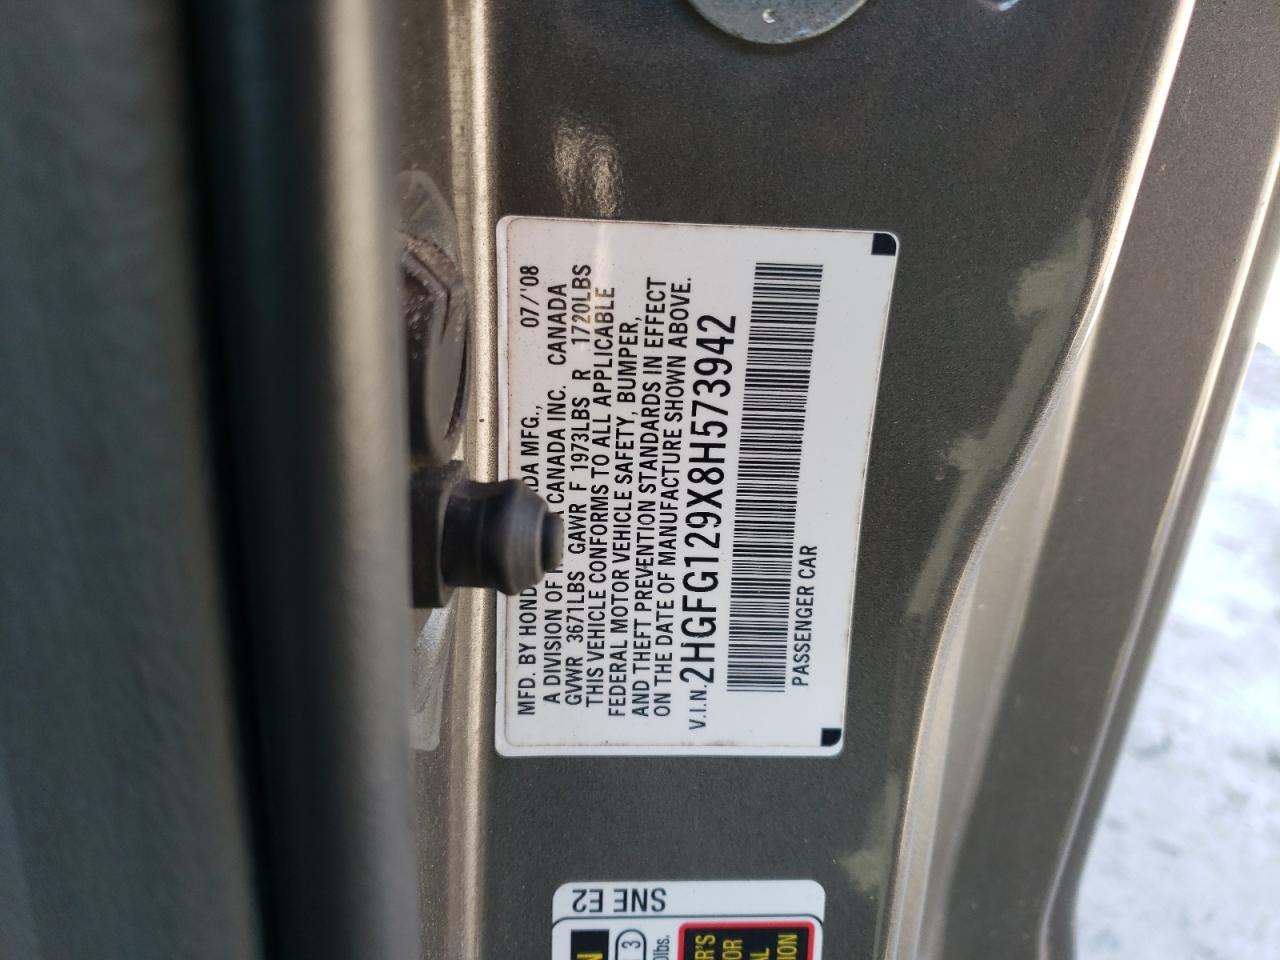 MFD. BY HONDA MFG., 07/'08
A DIVISION OF CANADA INC. CANADA
GVWR 3671LBS GAWR F 1973LBS R 1720LBS
THIS VEHICLE CONFORMS TO ALL APPLICABLE
FEDERAL MOTOR VEHICLE SAFETY, BUMPER,
AND THEFT PREVENTION STANDARDS IN EFFECT
ON THE DATE OF MANUFACTURE SHOWN ABOVE.
V.I.N. 2HGFG129X8H573942
PASSENGER CAR
SNE E2